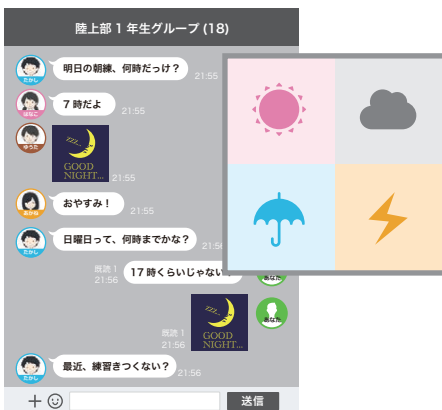 陸上部 1 年生グループ (18)
明日の朝練、何時だっけ？
21:55
たかし
7 時だよ
21:55
はなこ
ZZZ...
GOOD
NIGHT...
21:55
ゆうた
おやすみ！
21:55
あかね
日曜日って、何時までかな？
21:56
たかし
既読 1
21:56
17 時くらいじゃない？
あなた
ZZZ...
GOOD
NIGHT...
既読 1
21:56
あなた
最近、練習きつくない？
21:56
たかし
送信